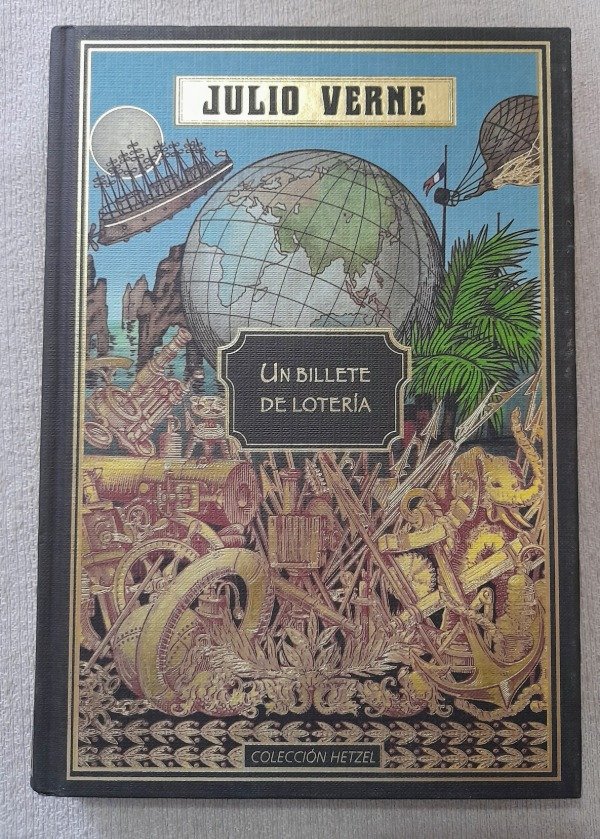 JULIO VERNE
UN BILLETE
DE LOTERÍA
COLECCIÓN HETZEL